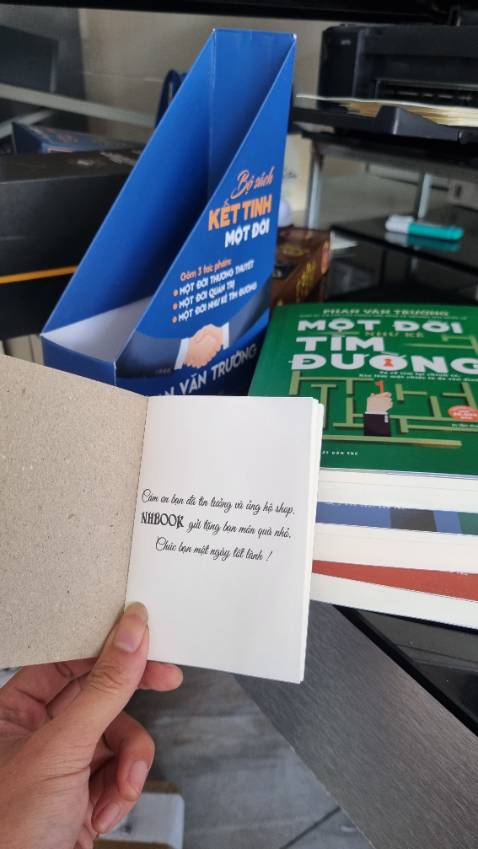 Bộ sách
KẾT TINH
MỘT ĐỜI
Gồm 3 tác phẩm:
MỘT ĐỜI THƯƠNG THUYẾT
MỘT ĐỜI QUẢN TRỊ
MỘT ĐỜI NHƯ KẺ TÌM ĐƯỜNG
VĂN TRƯỜNG
PHAN VĂN TRƯỜNG
MỘT ĐỜI
NHƯ KẺ
TÌM
ĐƯỜNG
Cảm ơn bạn đã tin tưởng và ủng hộ shop,
NHBOOK gửi tặng bạn món quà nhỏ,
Chúc bạn một ngày tốt lành !